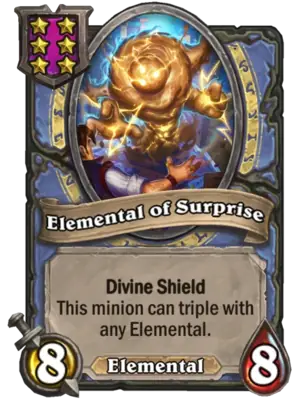 Elemental of Surprise
Divine Shield
This minion can triple with
any Elemental.
8
Elemental
8